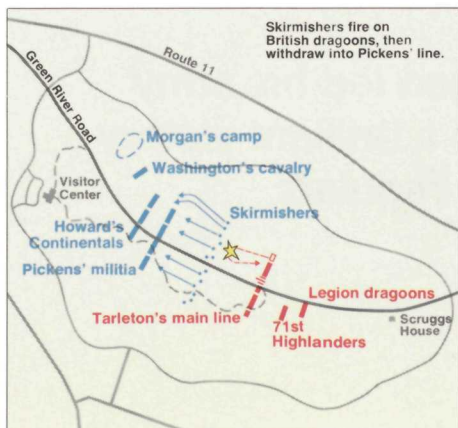 Skirmishers fire on
British dragoons, then
withdraw into Pickens' line.
Route 11
Green River Road
Morgan's camp
Washington's cavalry
Visitor
Center
Skirmishers
Howard's
Continentals
Pickens' militia
Legion dragoons
Tarleton's main line
71st
Highlanders
Scruggs
House